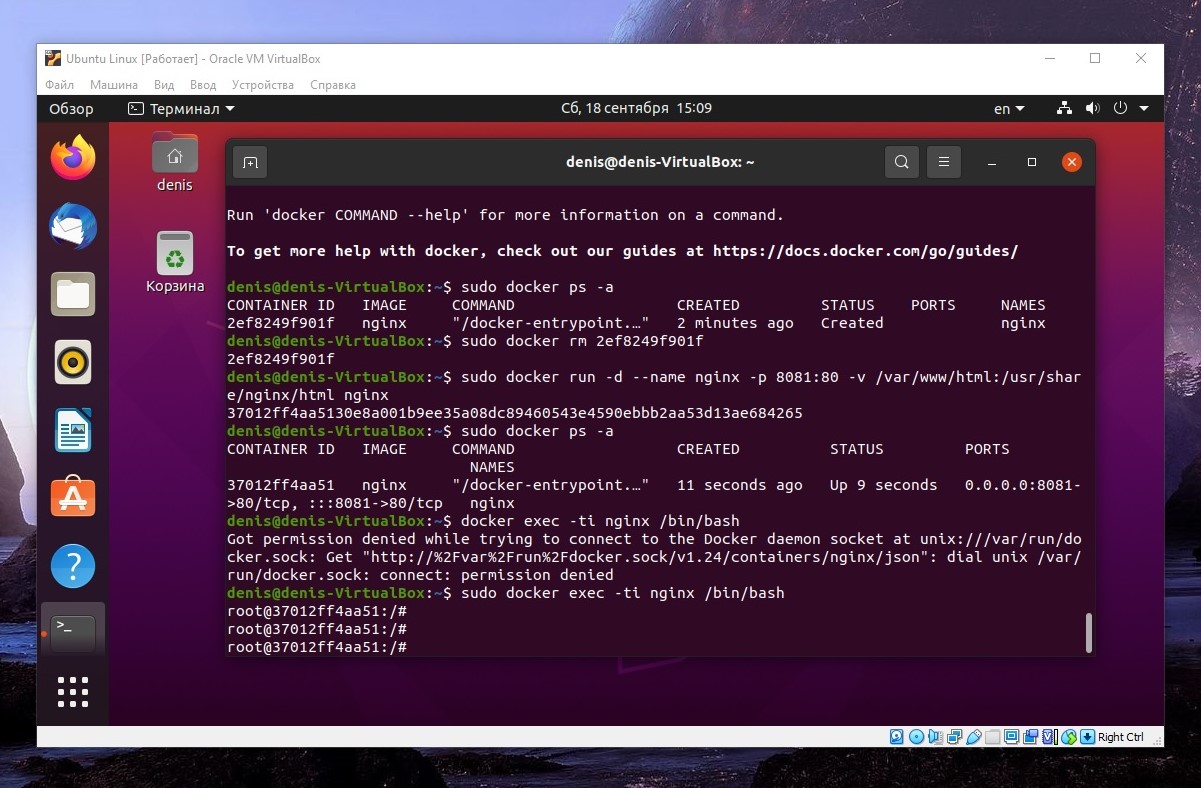 Ubuntu Linux [Работает] - Oracle VM VirtualBox
Файл Машина Вид Ввод Устройства Справка
Обзор Терминал Сб, 18 сентября 15:09 en
denis@denis-VirtualBox: ~
denis
Корзина
Run 'docker COMMAND --help' for more information on a command.
To get more help with docker, check out our guides at https://docs.docker.com/go/guides/
denis@denis-VirtualBox:~$ sudo docker ps -a
CONTAINER ID IMAGE COMMAND CREATED STATUS PORTS NAMES
2ef8249f901f nginx "/docker-entrypoint.…" 2 minutes ago Created nginx
denis@denis-VirtualBox:~$ sudo docker rm 2ef8249f901f
2ef8249f901f
denis@denis-VirtualBox:~$ sudo docker run -d --name nginx -p 8081:80 -v /var/www/html:/usr/shar
e/nginx/html nginx
37012ff4aa5130e8a001b9ee35a08dc89460543e4590ebbb2aa53d13ae684265
denis@denis-VirtualBox:~$ sudo docker ps -a
CONTAINER ID IMAGE COMMAND CREATED STATUS PORTS
NAMES
37012ff4aa51 nginx "/docker-entrypoint.…" 11 seconds ago Up 9 seconds 0.0.0.0:8081-
>80/tcp, :::8081->80/tcp nginx
denis@denis-VirtualBox:~$ docker exec -ti nginx /bin/bash
Got permission denied while trying to connect to the Docker daemon socket at unix:///var/run/do
cker.sock: Get "http://%2Fvar%2Frun%2Fdocker.sock/v1.24/containers/nginx/json": dial unix /var/
run/docker.sock: connect: permission denied
denis@denis-VirtualBox:~$ sudo docker exec -ti nginx /bin/bash
root@37012ff4aa51:/#
root@37012ff4aa51:/#
root@37012ff4aa51:/#
Right Ctrl